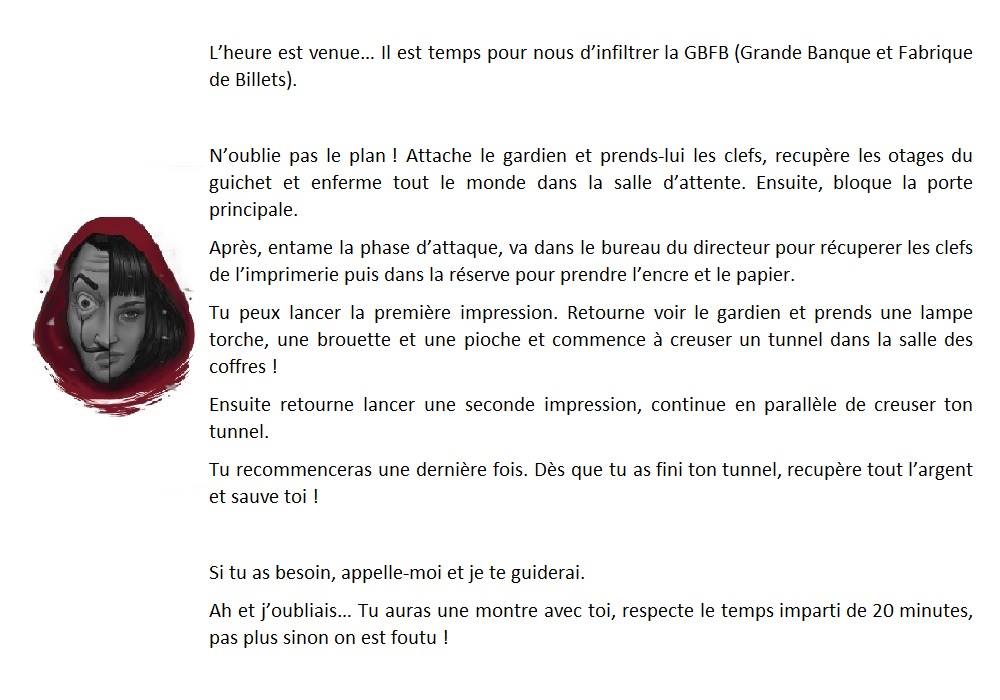 L’heure est venue... Il est temps pour nous d’infiltrer la GBFB (Grande Banque et Fabrique
de Billets).
N’oublie pas le plan ! Attache le gardien et prends-lui les clefs, recupère les otages du
guichet et enferme tout le monde dans la salle d’attente. Ensuite, bloque la porte
principale.
Après, entame la phase d’attaque, va dans le bureau du directeur pour récuperer les clefs
de l’imprimerie puis dans la réserve pour prendre l’encre et le papier.
Tu peux lancer la première impression. Retourne voir le gardien et prends une lampe
torche, une brouette et une pioche et commence à creuser un tunnel dans la salle des
coffres !
Ensuite retourne lancer une seconde impression, continue en parallèle de creuser ton
tunnel.
Tu recommenceras une dernière fois. Dès que tu as fini ton tunnel, recupère tout l’argent
et sauve toi !
Si tu as besoin, appelle-moi et je te guiderai.
Ah et j’oubliais... Tu auras une montre avec toi, respecte le temps imparti de 20 minutes,
pas plus sinon on est foutu !